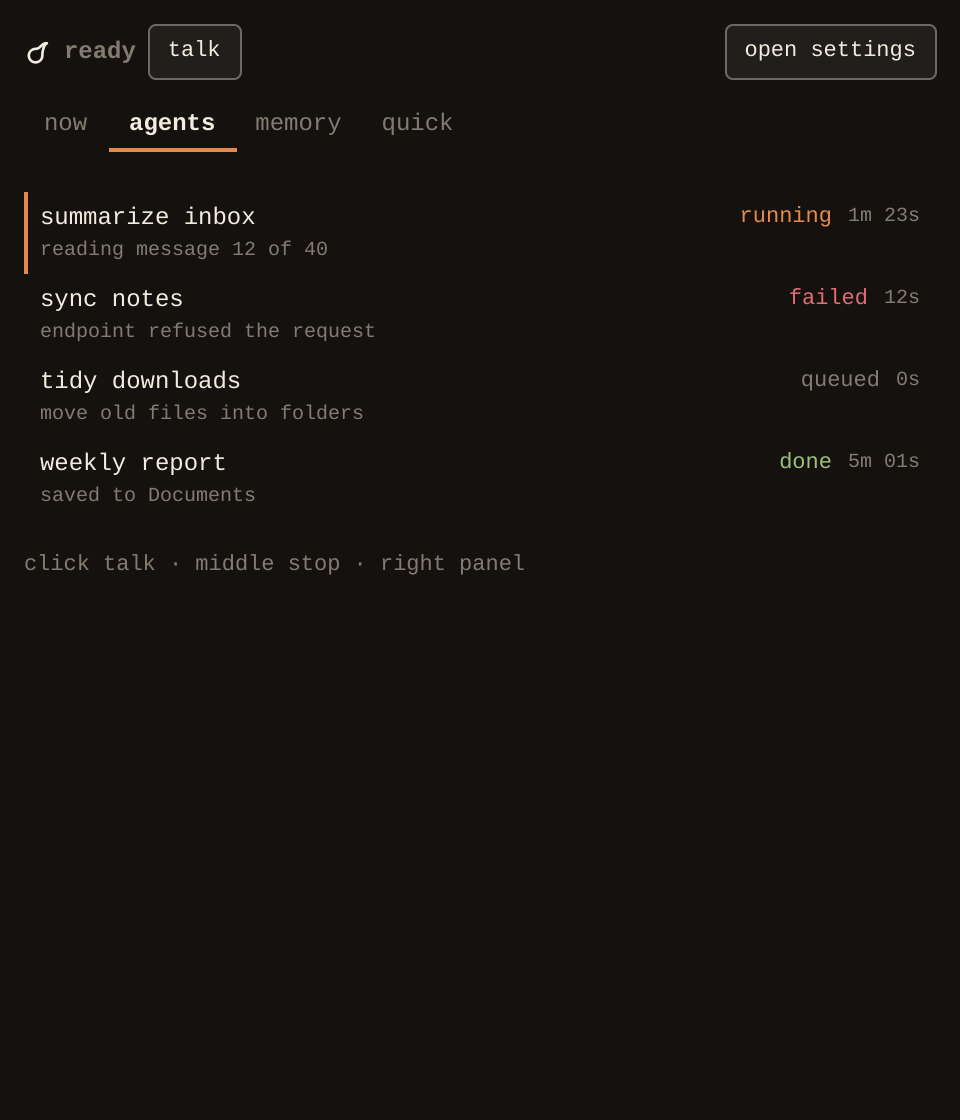 ready talk open settings
now agents memory quick
summarize inbox running 1m 23s
reading message 12 of 40
sync notes failed 12s
endpoint refused the request
tidy downloads queued 0s
move old files into folders
weekly report done 5m 01s
saved to Documents
click talk · middle stop · right panel